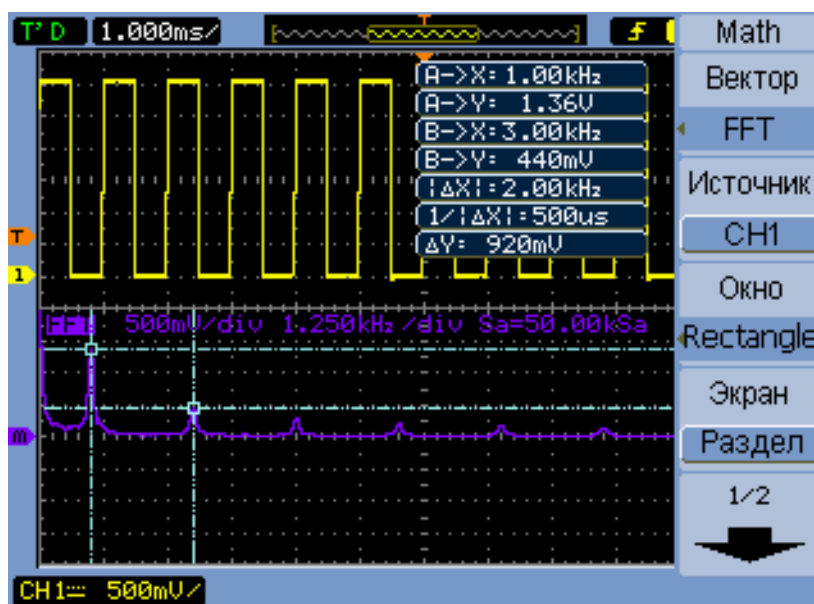 T’D 1.000ms/ T
Math
Вектор
FFT
Источник
CH1
Окно
Rectangle
Экран
Раздел
1/2
A->X: 1.00kHz
A->Y: 1.36V
B->X: 3.00kHz
B->Y: 440mV
|ΔX|: 2.00kHz
1/|ΔX|: 500us
ΔY: 920mV
T
1
FFT 500mV/div 1.250kHz/div Sa=50.00kSa
m
CH1 500mV/